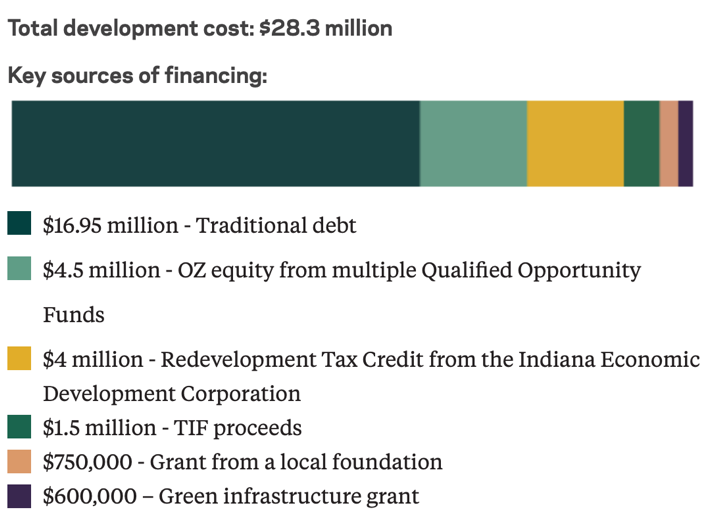 Total development cost: $28.3 million
Key sources of financing:
$16.95 million - Traditional debt
$4.5 million - OZ equity from multiple Qualified Opportunity
Funds
$4 million - Redevelopment Tax Credit from the Indiana Economic
Development Corporation
$1.5 million - TIF proceeds
$750,000 - Grant from a local foundation
$600,000 – Green infrastructure grant